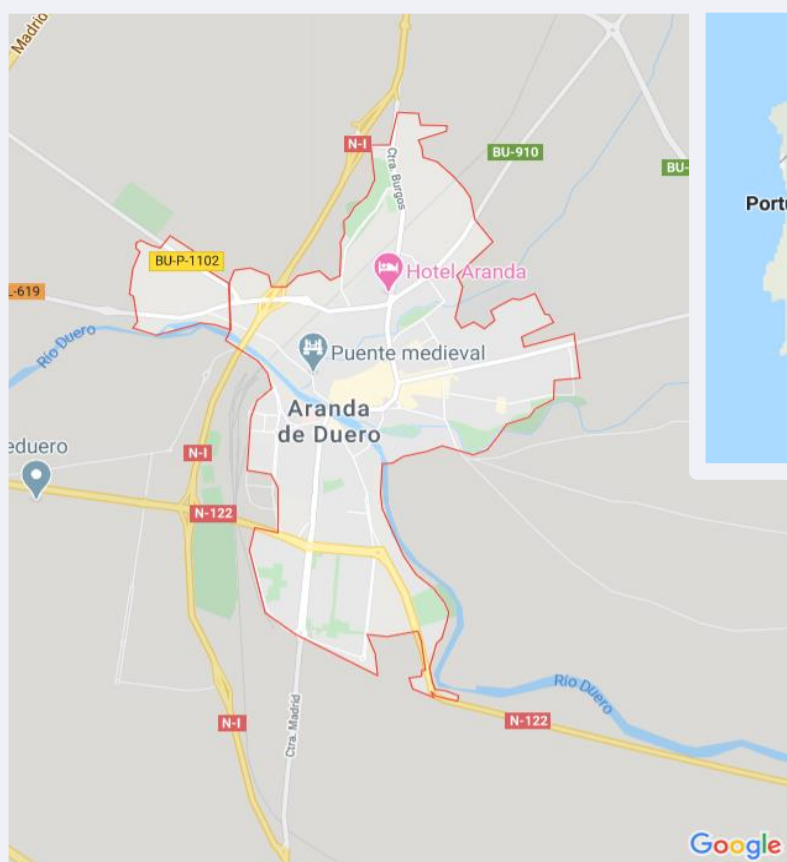 Madrid
N-I
Ctra. Burgos
BU-910
BU-
Portu
BU-P-1102
Hotel Aranda
L-619
Río Duero
Puente medieval
Aranda
de Duero
eduero
N-I
N-122
Río Duero
N-I
Ctra. Madrid
N-122
Google